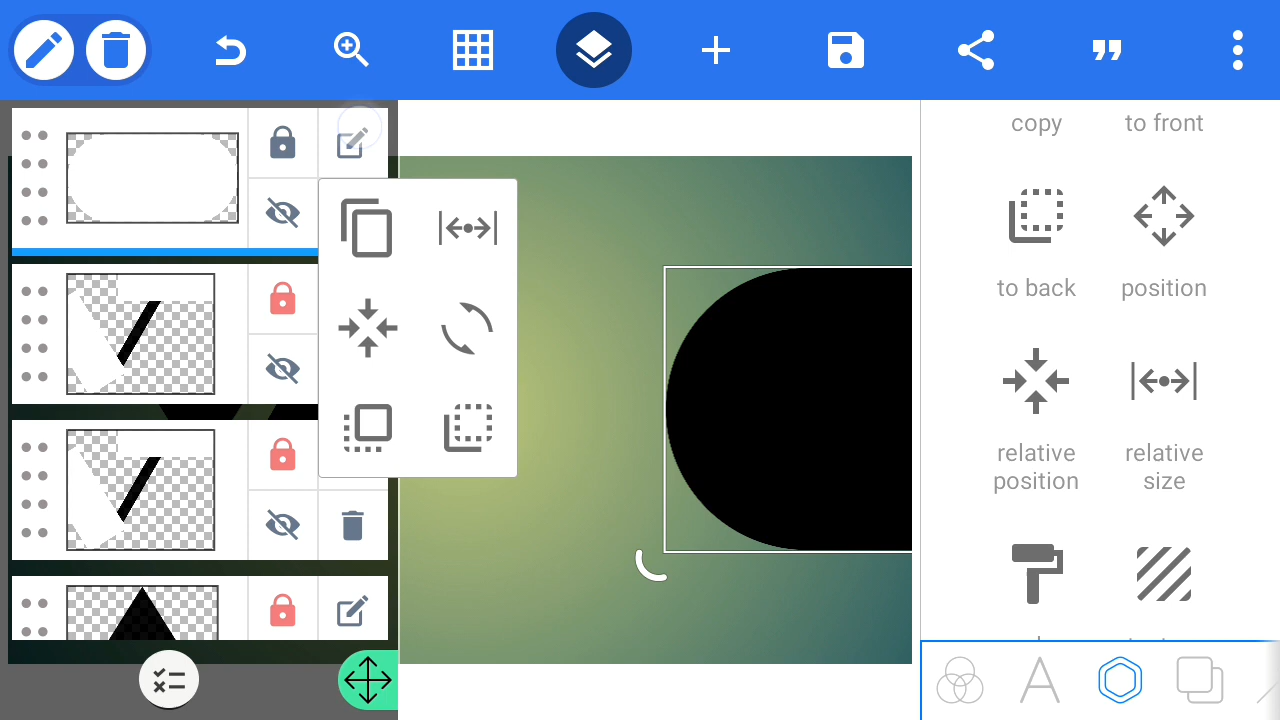 copy
to front
to back
position
relative
position
relative
size